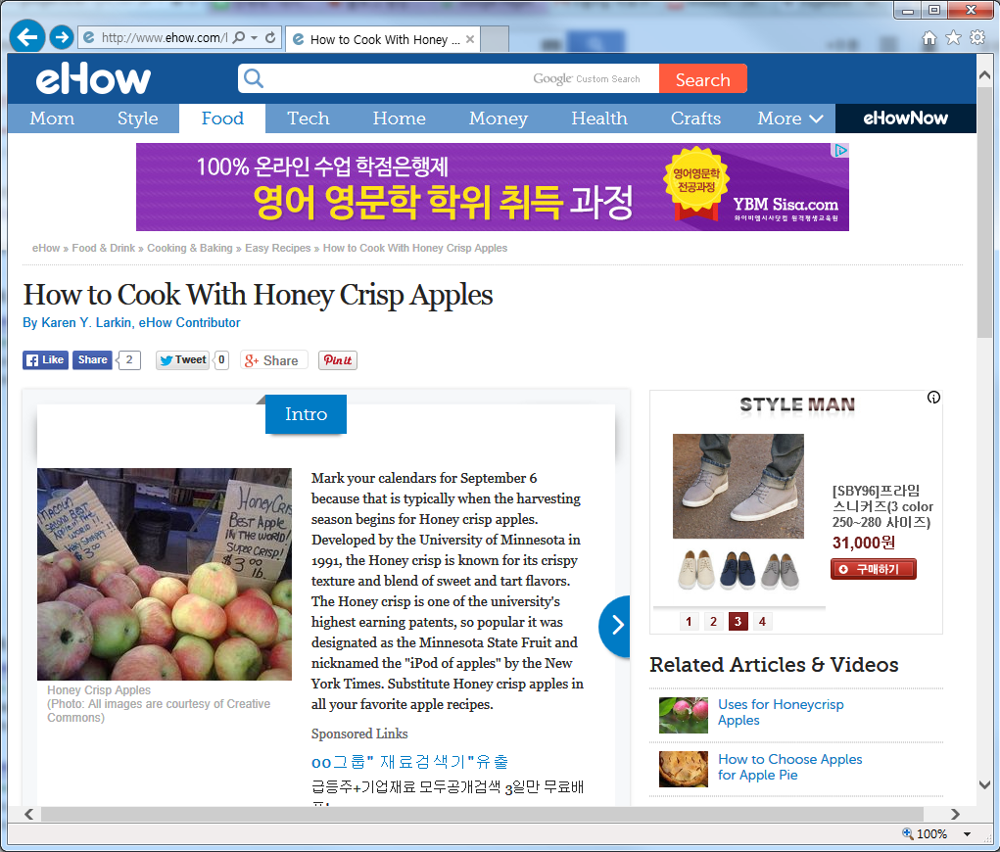 http://www.ehow.com/l
How to Cook With Honey ...
eHow
Google Custom Search
Search
Mom
Style
Food
Tech
Home
Money
Health
Crafts
More
eHowNow
100% 온라인 수업 학점은행제
영어 영문학 학위 취득 과정
영어영문학
전공과정
YBM Sisa.com
와이비엠시사닷컴 원격평생교육원
eHow » Food & Drink » Cooking & Baking » Easy Recipes » How to Cook With Honey Crisp Apples
How to Cook With Honey Crisp Apples
By Karen Y. Larkin, eHow Contributor
Like
Share
2
Tweet
0
Share
Pin it
Intro
Honey Cris
Best Apple
in the world!
Super Crisp!
$3.00
lb.
Macoun
$3.00
Mark your calendars for September 6
because that is typically when the harvesting
season begins for Honey crisp apples.
Developed by the University of Minnesota in
1991, the Honey crisp is known for its crispy
texture and blend of sweet and tart flavors.
The Honey crisp is one of the university's
highest earning patents, so popular it was
designated as the Minnesota State Fruit and
nicknamed the "iPod of apples" by the New
York Times. Substitute Honey crisp apples in
all your favorite apple recipes.
Honey Crisp Apples
(Photo: All images are courtesy of Creative
Commons)
Sponsored Links
oo그룹" 재료검색기"유출
급등주+기업재료 모두공개검색 3일만 무료배
STYLE MAN
[SBY96]프라임
스니커즈(3 color
250~280 사이즈)
31,000원
구매하기
1 2 3 4
Related Articles & Videos
Uses for Honeycrisp
Apples
How to Choose Apples
for Apple Pie
100%